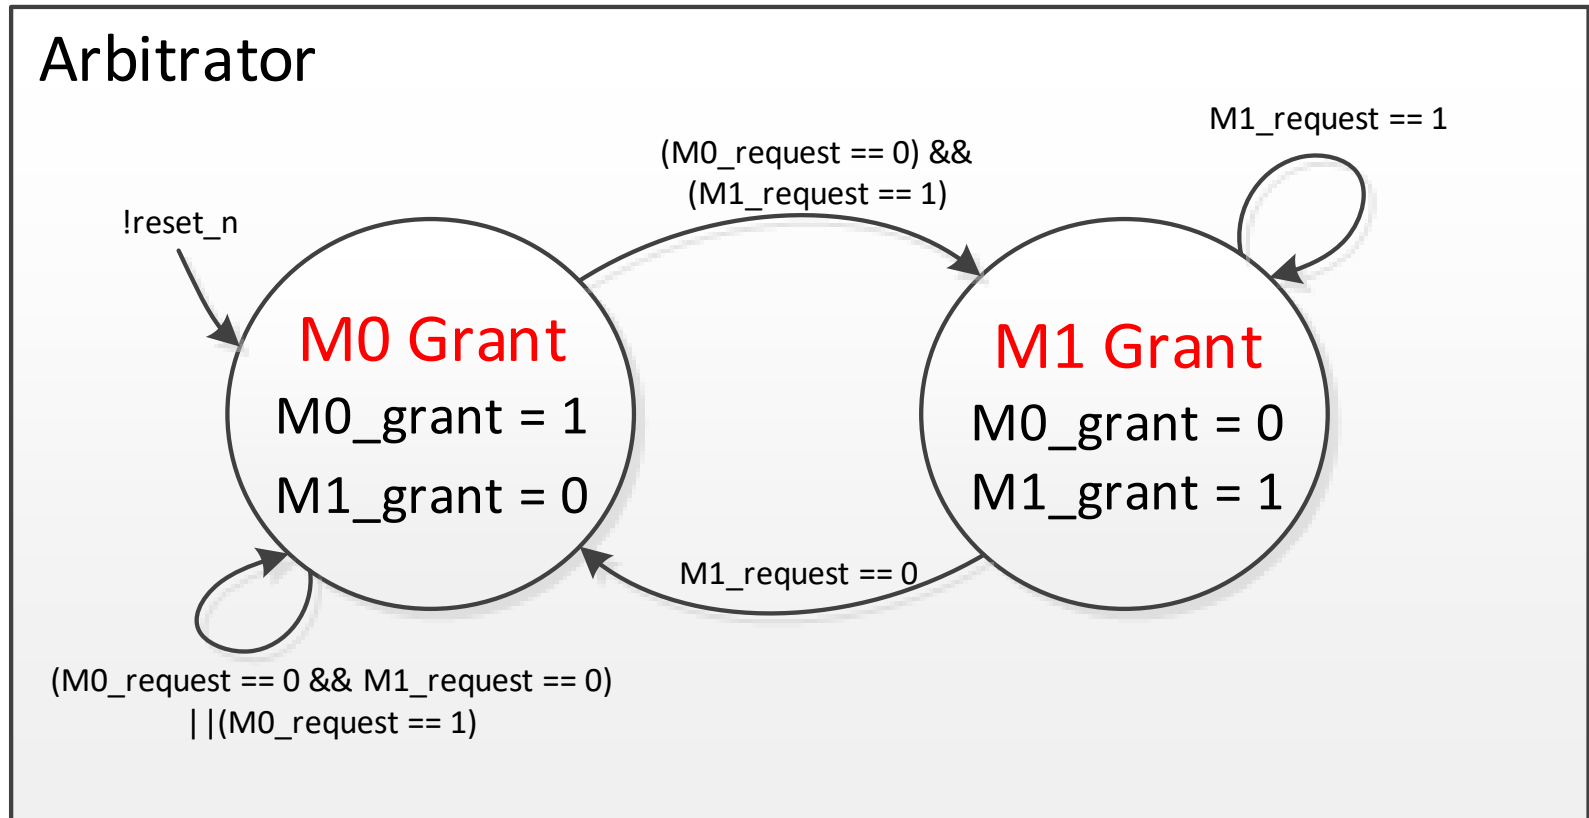 Arbitrator
M1_request == 1
(M0_request == 0) &&
(M1_request == 1)
!reset_n
M0 Grant
M0_grant = 1
M1_grant = 0
M1 Grant
M0_grant = 0
M1_grant = 1
M1_request == 0
(M0_request == 0 && M1_request == 0)
||(M0_request == 1)